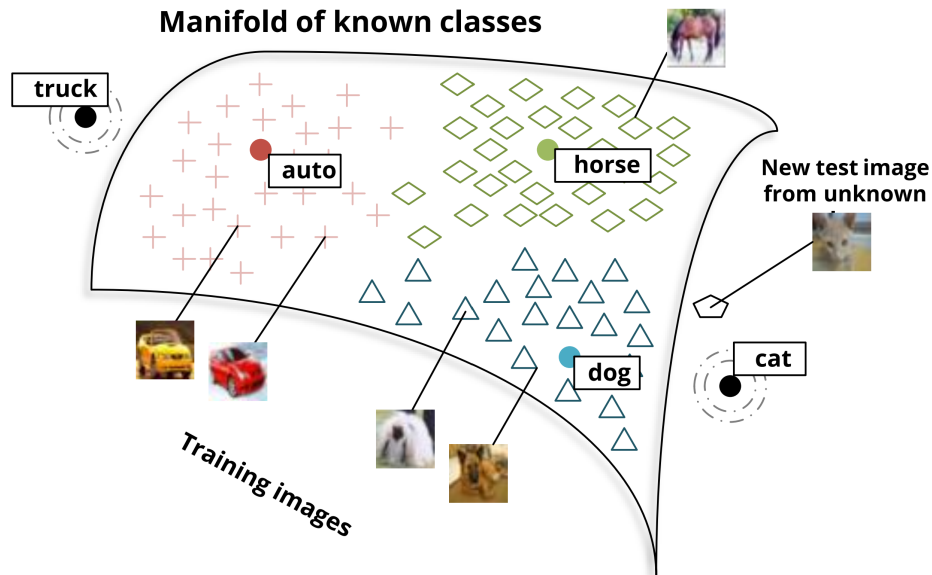 Manifold of known classes
truck
auto
horse
New test image
from unknown
cat
dog
Training images